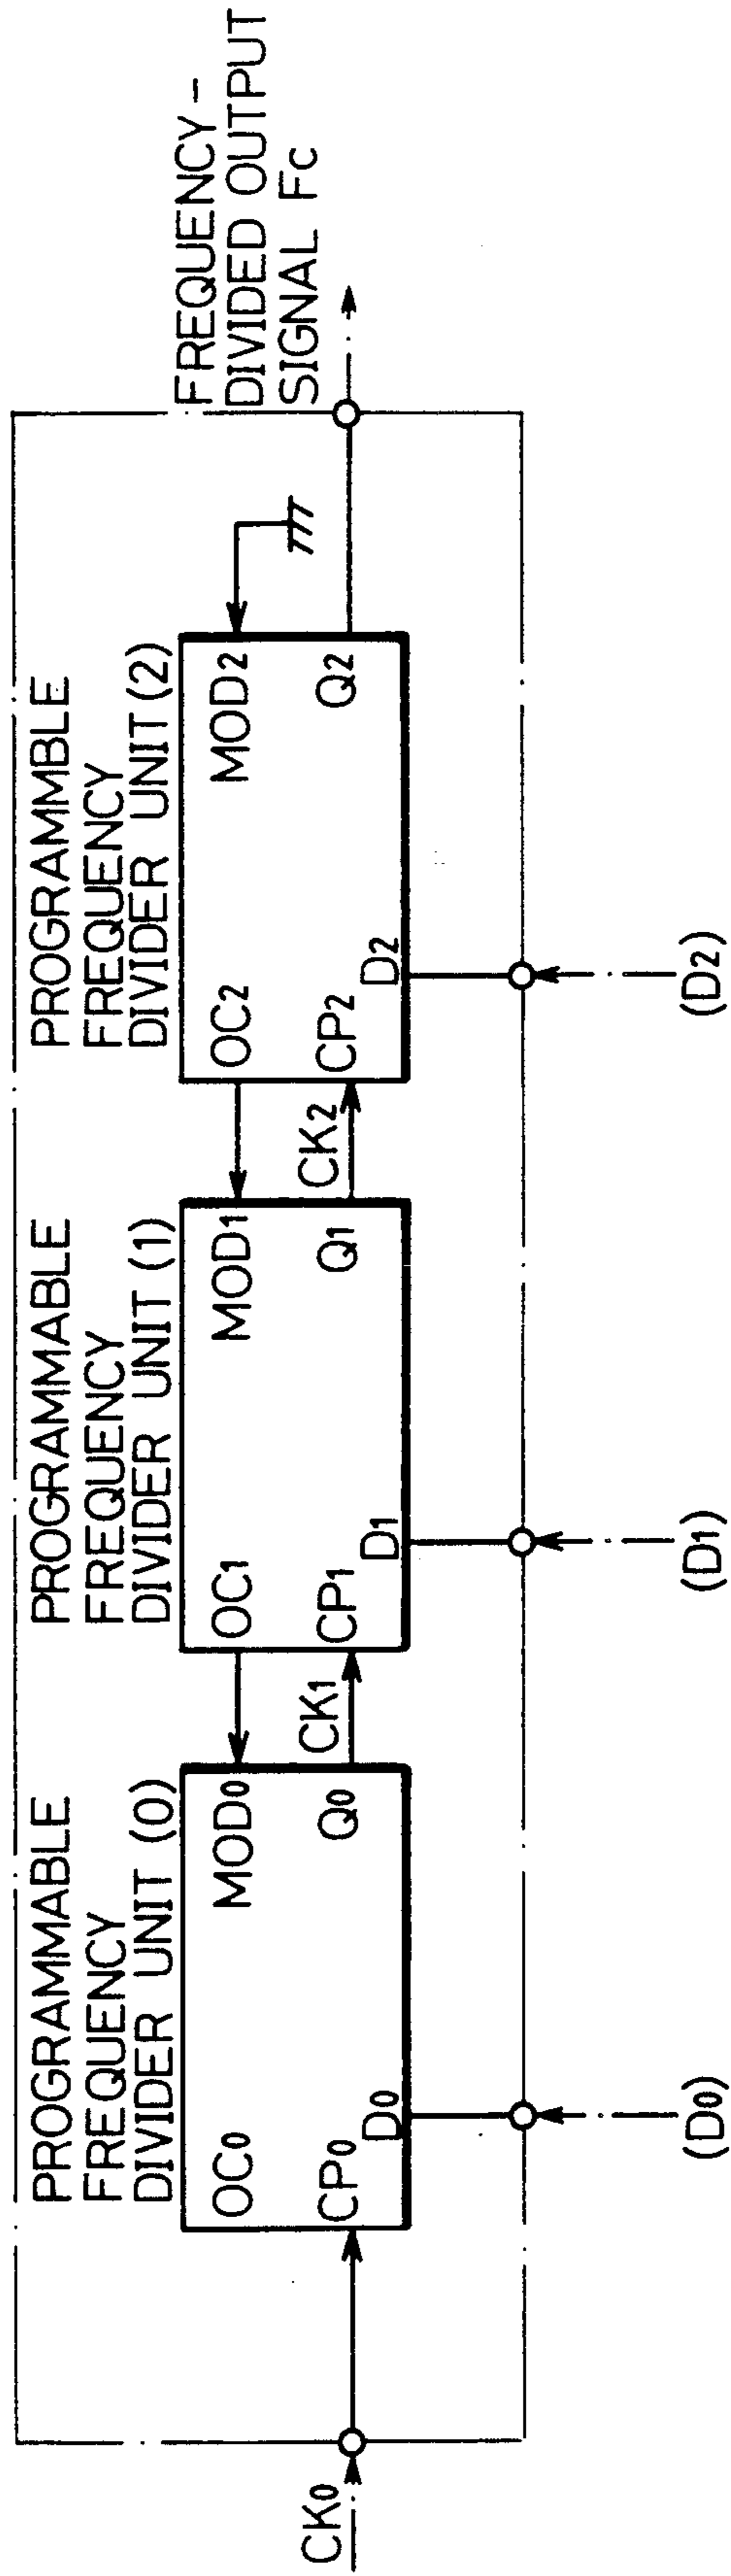 PROGRAMMABLE
FREQUENCY
DIVIDER UNIT (0)
PROGRAMMABLE
FREQUENCY
DIVIDER UNIT (1)
PROGRAMMBLE
FREQUENCY
DIVIDER UNIT (2)
FREQUENCY-
DIVIDED OUTPUT
SIGNAL Fc
OC0
MOD0
OC1
MOD1
OC2
MOD2
CK0
CP0
Q0
CK1
CP1
Q1
CK2
CP2
Q2
D0
D1
D2
(D0)
(D1)
(D2)